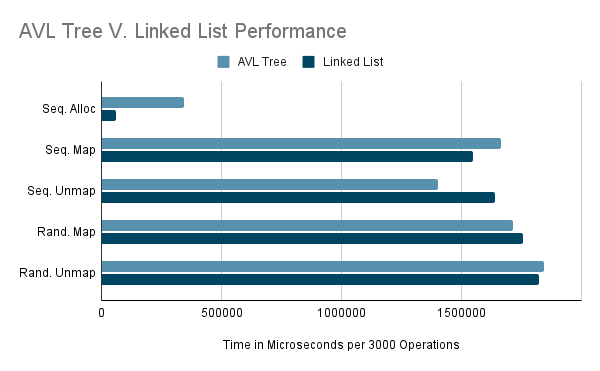 AVL Tree V. Linked List Performance
AVL Tree
Linked List
Seq. Alloc
Seq. Map
Seq. Unmap
Rand. Map
Rand. Unmap
0
500000
1000000
1500000
Time in Microseconds per 3000 Operations